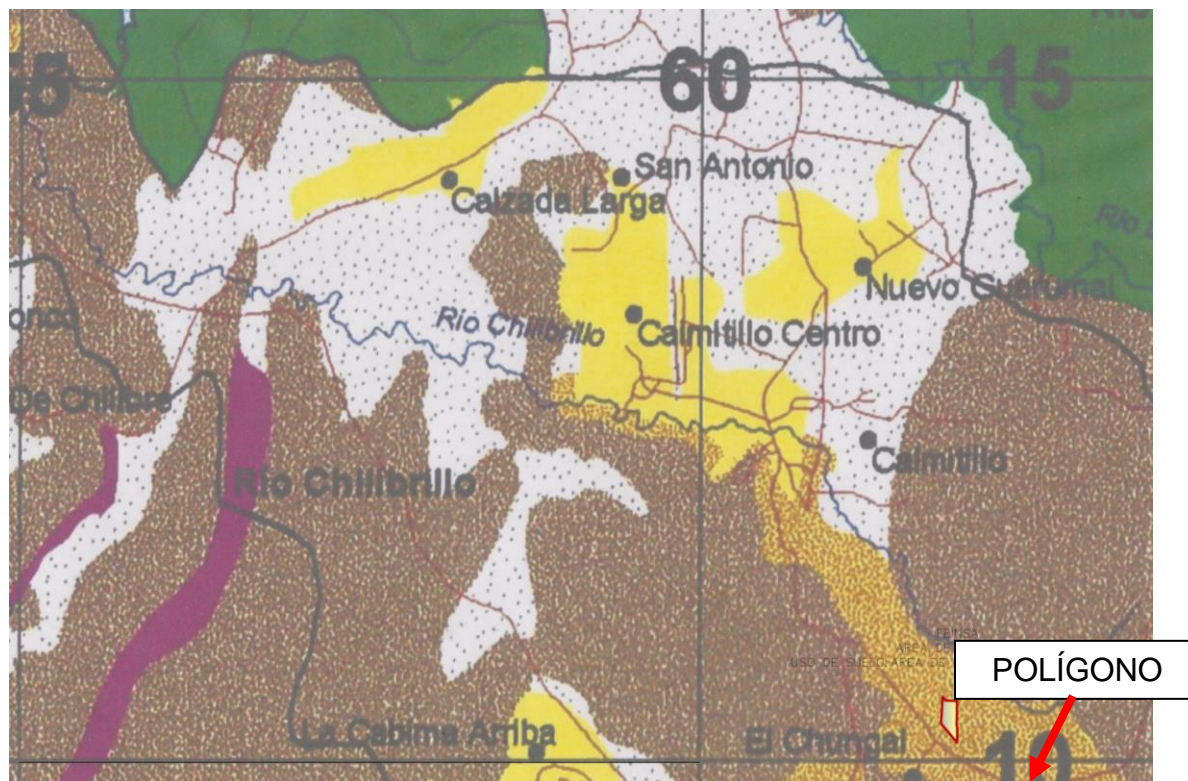 60
15
San Antonio
Calzada Larga
Nuevo Guarumal
Río Chilibrillo
Caimitillo Centro
De Chilibre
Caimitillo
Río Chilibrillo
POLÍGONO
La Cabima Arriba
El Chungal
10